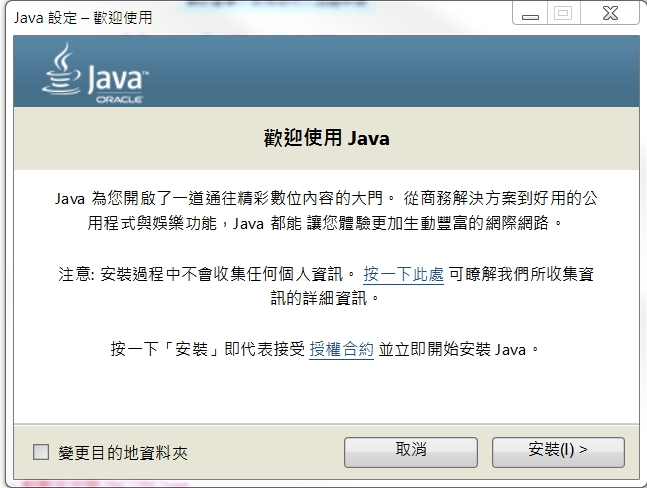 Java 設定 – 歡迎使用
Java™
ORACLE
歡迎使用 Java
Java 為您開啟了一道通往精彩數位內容的大門。 從商務解決方案到好用的公
用程式與娛樂功能，Java 都能 讓您體驗更加生動豐富的網際網路。
注意: 安裝過程中不會收集任何個人資訊。 按一下此處 可瞭解我們所收集資
訊的詳細資訊。
按一下「安裝」即代表接受 授權合約 並立即開始安裝 Java。
變更目的地資料夾
取消
安裝(I) >